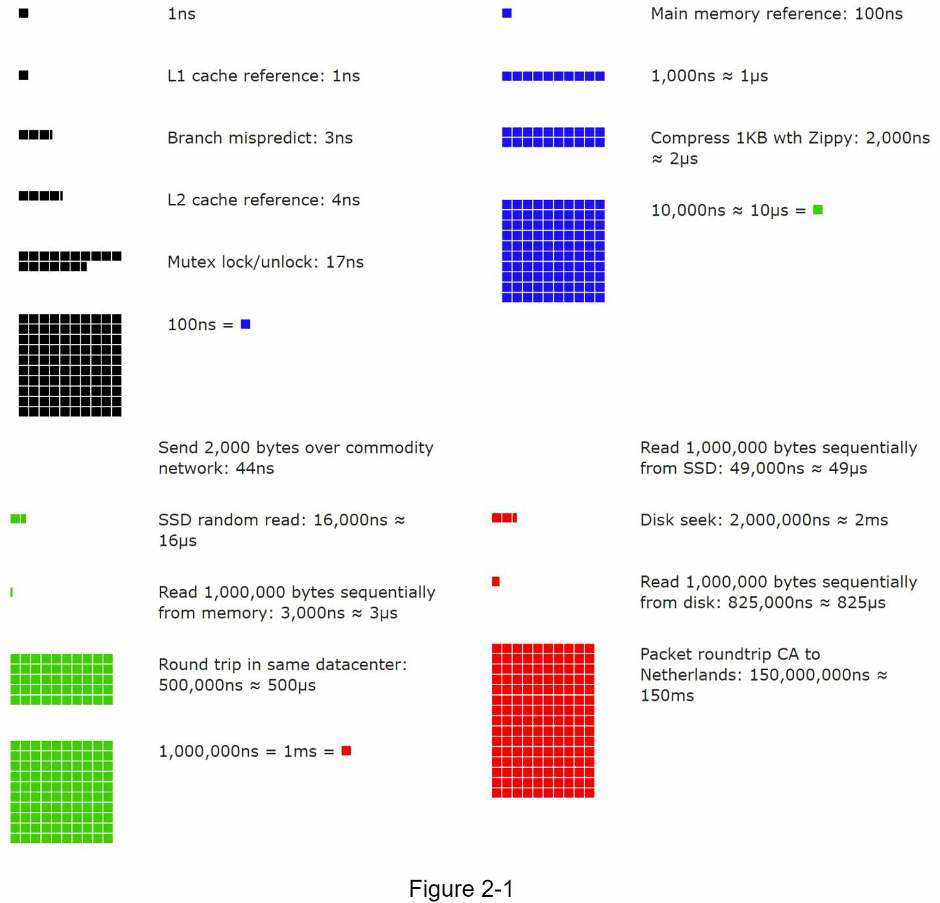 1ns
L1 cache reference: 1ns
Branch mispredict: 3ns
L2 cache reference: 4ns
Mutex lock/unlock: 17ns
100ns =
Main memory reference: 100ns
1,000ns ≈ 1μs
Compress 1KB wth Zippy: 2,000ns
≈ 2μs
10,000ns ≈ 10μs =
Send 2,000 bytes over commodity
network: 44ns
SSD random read: 16,000ns ≈
16μs
Read 1,000,000 bytes sequentially
from memory: 3,000ns ≈ 3μs
Round trip in same datacenter:
500,000ns ≈ 500μs
1,000,000ns = 1ms =
Read 1,000,000 bytes sequentially
from SSD: 49,000ns ≈ 49μs
Disk seek: 2,000,000ns ≈ 2ms
Read 1,000,000 bytes sequentially
from disk: 825,000ns ≈ 825μs
Packet roundtrip CA to
Netherlands: 150,000,000ns ≈
150ms
Figure 2-1